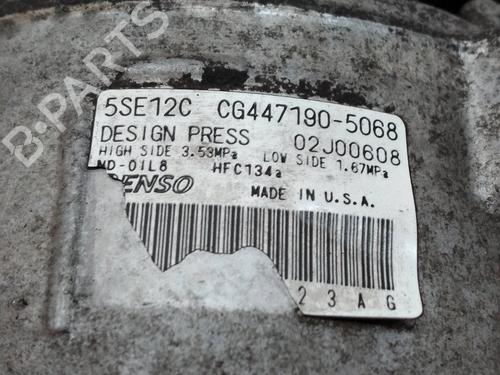 B-PARTS
5SE12C CG447190-5068
DESIGN PRESS 02J00608
HIGH SIDE 3.53MPa LOW SIDE 1.67MPa
ND-OIL8 HFC134a
DENSO MADE IN U.S.A.
23AG